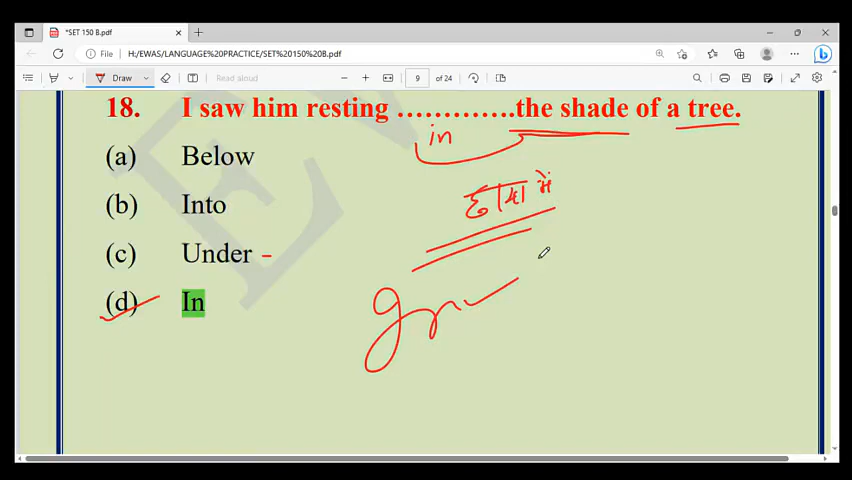 *SET 150 B.pdf
File H:/EWAS/LANGUAGE%20PRACTICE/SET%20150%20B.pdf
Draw Read aloud 9 of 24
18. I saw him resting .............the shade of a tree.
in
(a) Below
(b) Into
(c) Under -
(d) In
छाया में